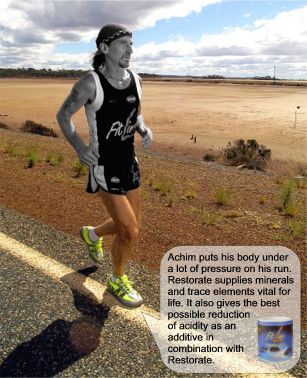 Fit
Achim puts his body under
a lot of pressure on his run.
Restorate supplies minerals
and trace elements vital for
life. It also gives the best
possible reduction
of acidity as an
additive in
combination with
Restorate.